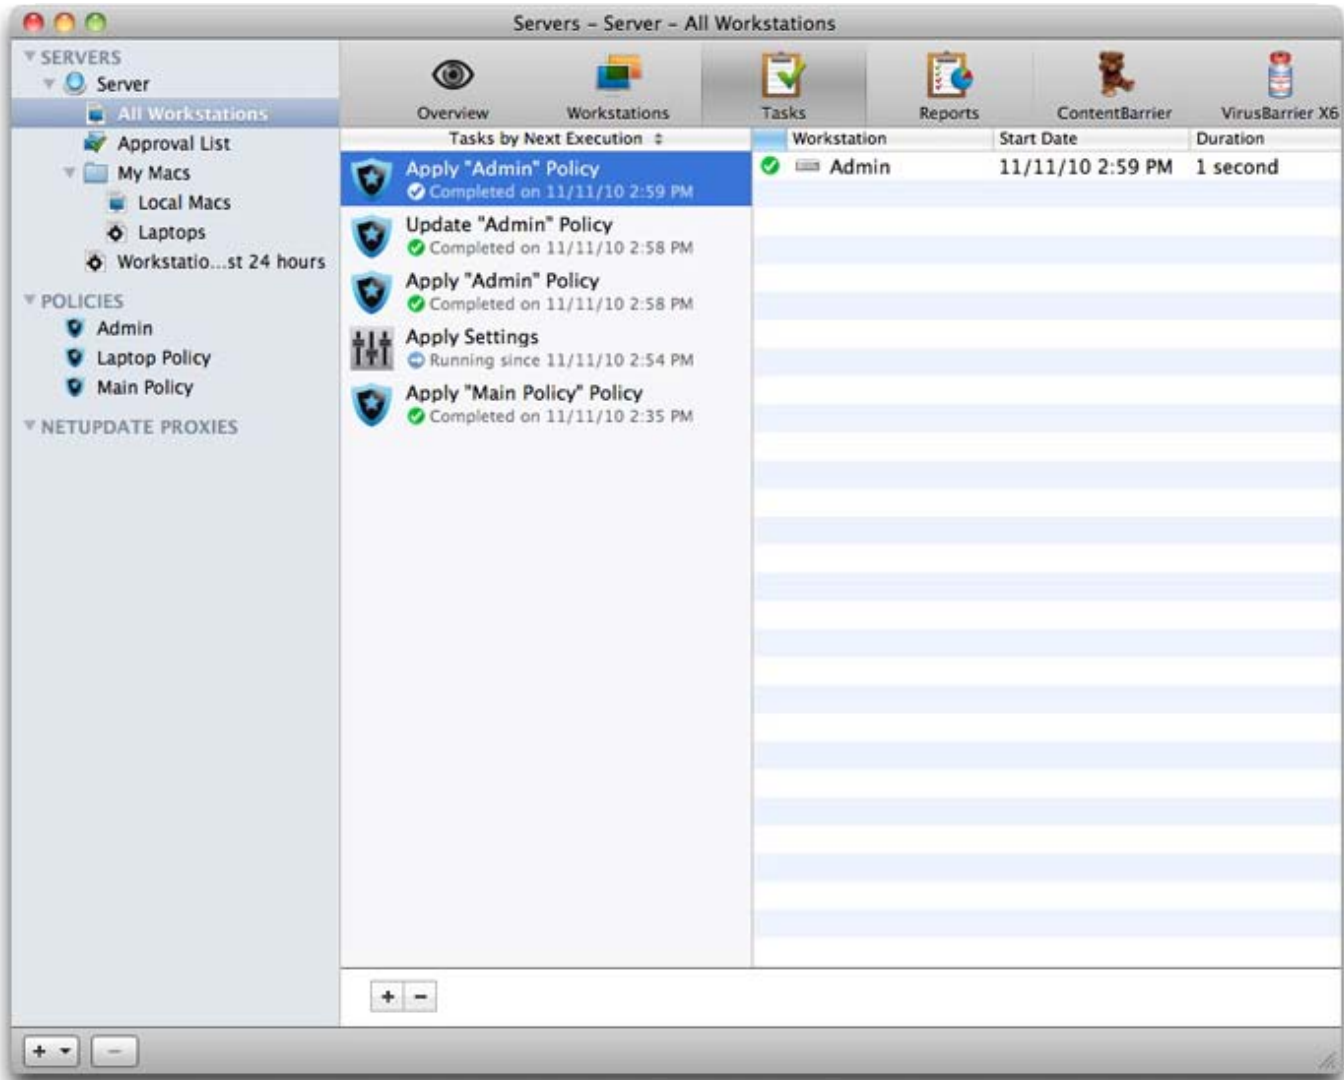 Servers – Server – All Workstations
SERVERS
Server
All Workstations
Approval List
My Macs
Local Macs
Laptops
Workstatio...st 24 hours
POLICIES
Admin
Laptop Policy
Main Policy
NETUPDATE PROXIES
Overview
Workstations
Tasks
Reports
ContentBarrier
VirusBarrier X6
Tasks by Next Execution
Apply "Admin" Policy
Completed on 11/11/10 2:59 PM
Update "Admin" Policy
Completed on 11/11/10 2:58 PM
Apply "Admin" Policy
Completed on 11/11/10 2:58 PM
Apply Settings
Running since 11/11/10 2:54 PM
Apply "Main Policy" Policy
Completed on 11/11/10 2:35 PM
Workstation Start Date Duration
Admin 11/11/10 2:59 PM 1 second